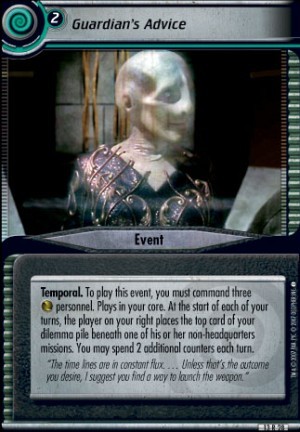 2
Guardian's Advice
Event
Temporal. To play this event, you must command three
personnel. Plays in your core. At the start of each of your
turns, the player on your right places the top card of your
dilemma pile beneath one of his or her non-headquarters
missions. You may spend 2 additional counters each turn.
"The time lines are in constant flux. . . . Unless that's the outcome
you desire, I suggest you find a way to launch the weapon."
13 R 28